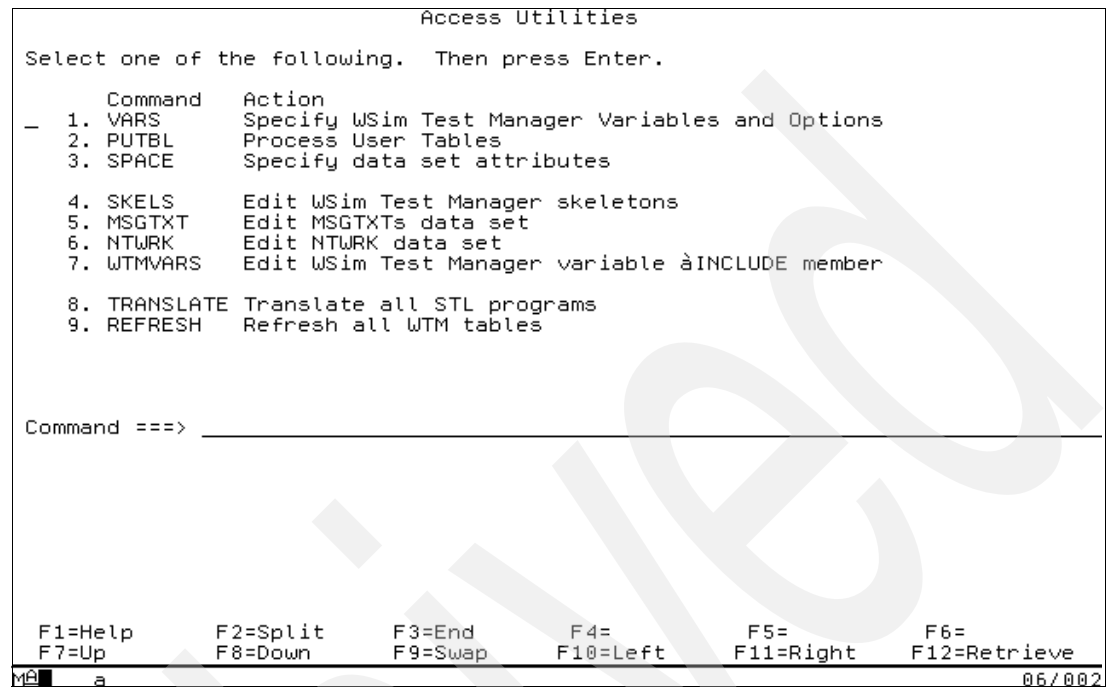 Access Utilities
Select one of the following.  Then press Enter.
Command    Action
_  1. VARS      Specify WSim Test Manager Variables and Options
2. PUTBL     Process User Tables
3. SPACE     Specify data set attributes
4. SKELS     Edit WSim Test Manager skeletons
5. MSGTXT    Edit MSGTXTs data set
6. NTWRK     Edit NTWRK data set
7. WTMVARS   Edit WSim Test Manager variable àINCLUDE member
8. TRANSLATE Translate all STL programs
9. REFRESH   Refresh all WTM tables
Command ===>
F1=Help      F2=Split     F3=End       F4=          F5=          F6=
F7=Up        F8=Down      F9=Swap      F10=Left     F11=Right    F12=Retrieve
MA    a    06/002